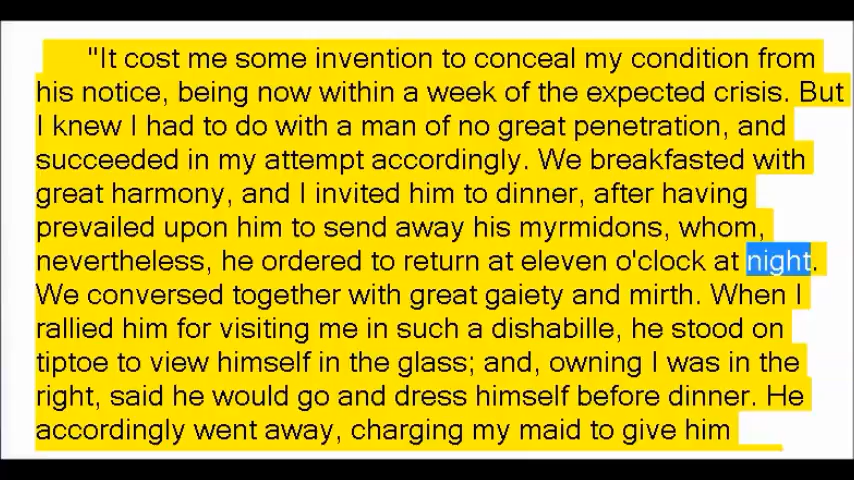 "It cost me some invention to conceal my condition from
his notice, being now within a week of the expected crisis. But
I knew I had to do with a man of no great penetration, and
succeeded in my attempt accordingly. We breakfasted with
great harmony, and I invited him to dinner, after having
prevailed upon him to send away his myrmidons, whom,
nevertheless, he ordered to return at eleven o'clock at night.
We conversed together with great gaiety and mirth. When I
rallied him for visiting me in such a dishabille, he stood on
tiptoe to view himself in the glass; and, owning I was in the
right, said he would go and dress himself before dinner. He
accordingly went away, charging my maid to give him